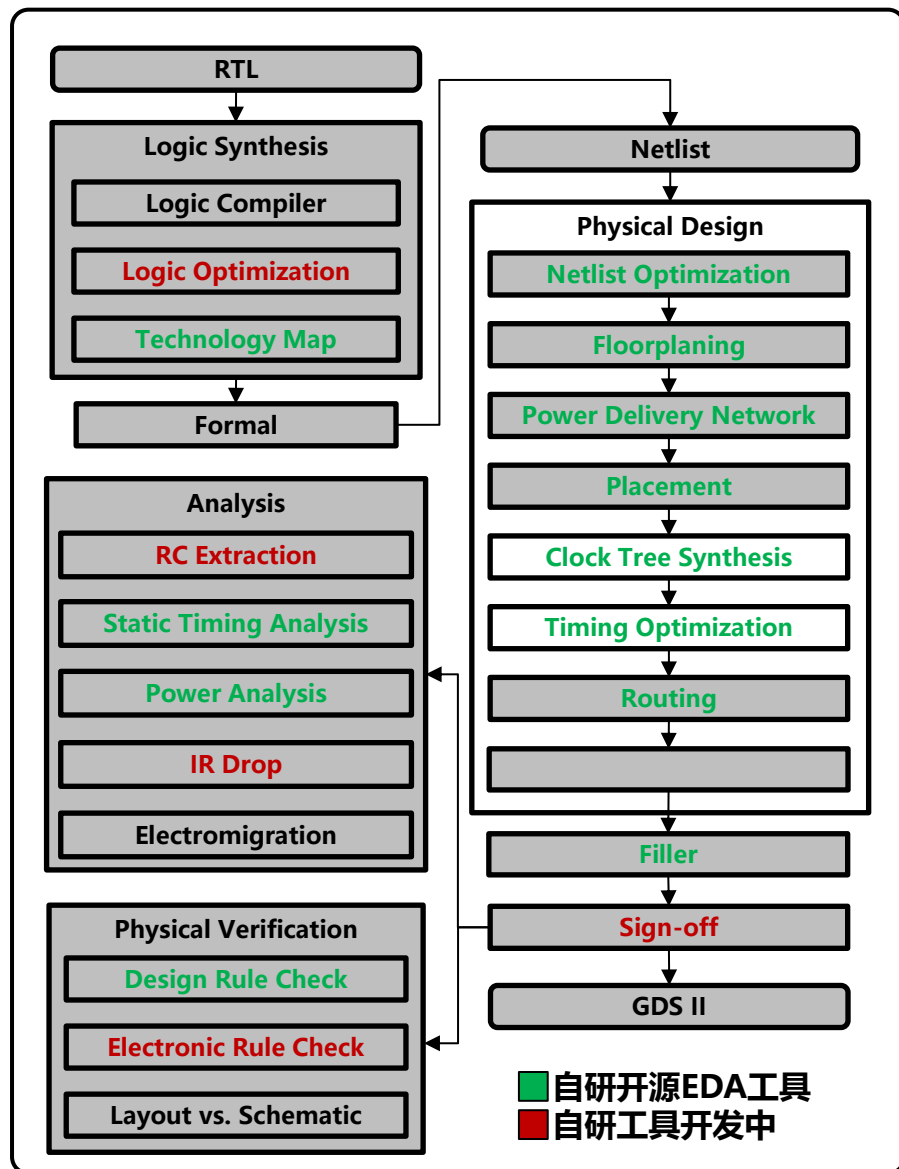 RTL
Logic Synthesis
Logic Compiler
Logic Optimization
Technology Map
Formal
Netlist
Physical Design
Netlist Optimization
Floorplaning
Power Delivery Network
Placement
Clock Tree Synthesis
Timing Optimization
Routing
Filler
Sign-off
GDS II
Analysis
RC Extraction
Static Timing Analysis
Power Analysis
IR Drop
Electromigration
Physical Verification
Design Rule Check
Electronic Rule Check
Layout vs. Schematic
自研开源EDA工具
自研工具开发中